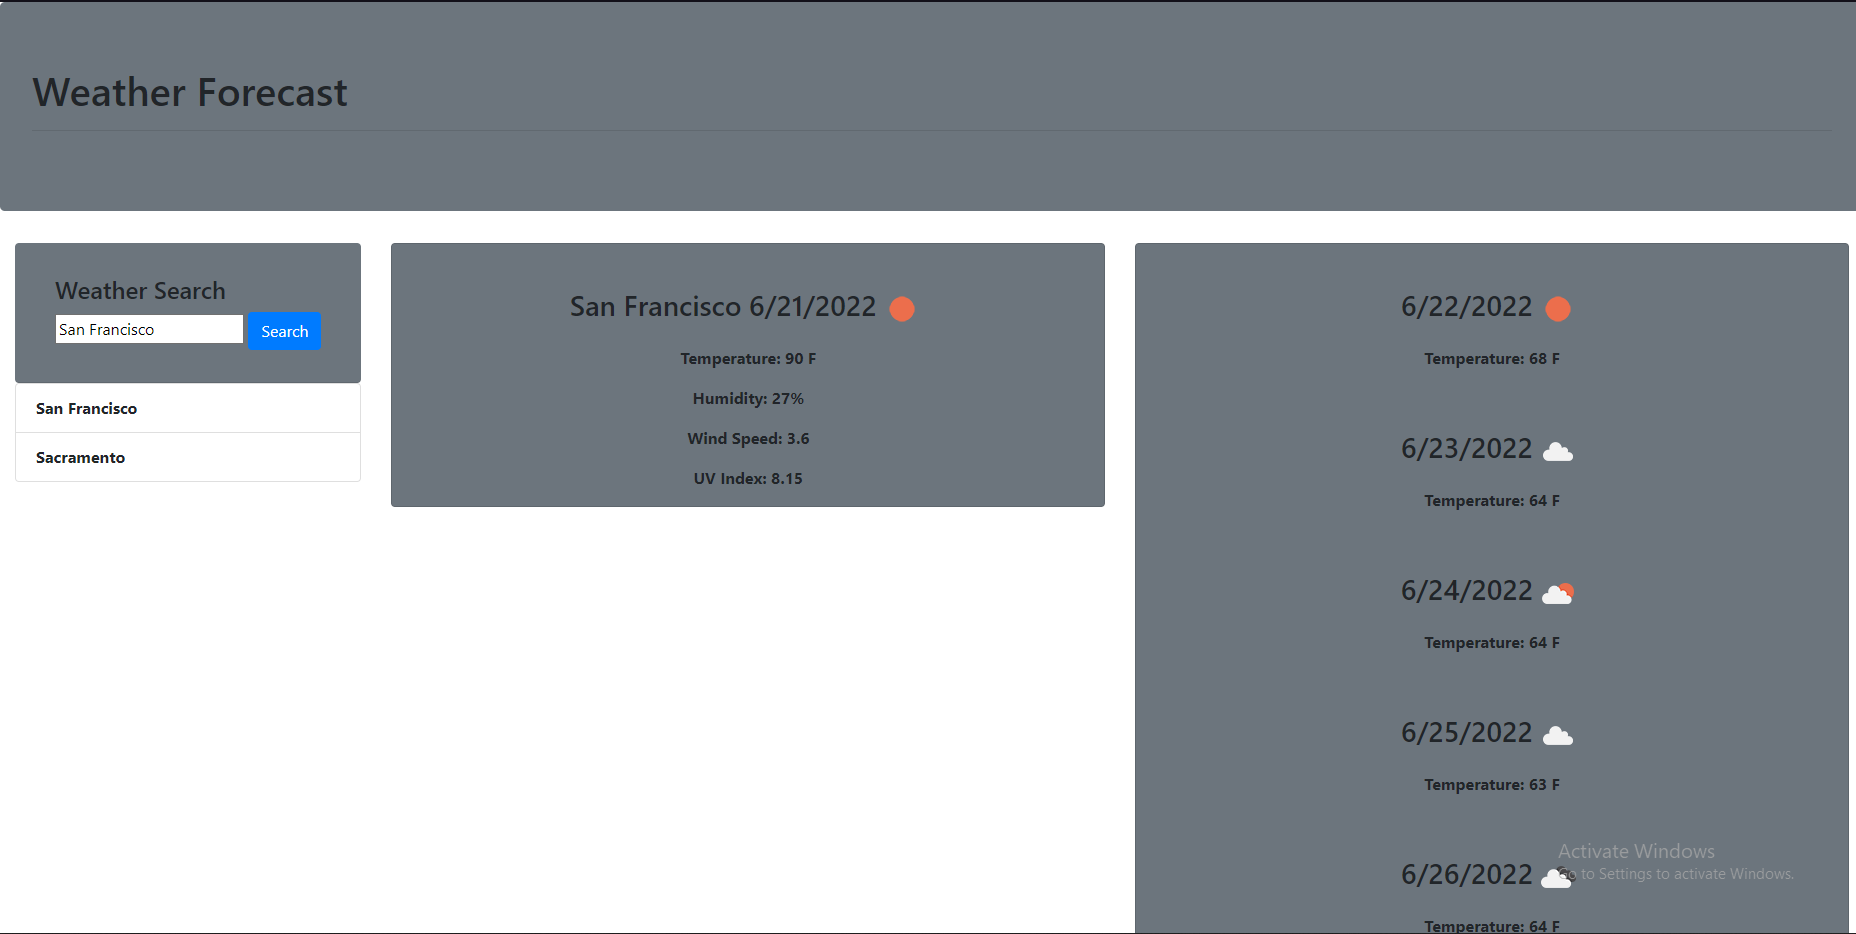 Weather Forecast
Weather Search
San Francisco
Search
San Francisco
Sacramento
San Francisco 6/21/2022
Temperature: 90 F
Humidity: 27%
Wind Speed: 3.6
UV Index: 8.15
6/22/2022
Temperature: 68 F
6/23/2022
Temperature: 64 F
6/24/2022
Temperature: 64 F
6/25/2022
Temperature: 63 F
6/26/2022
Temperature: 64 F
Activate Windows
Go to Settings to activate Windows.